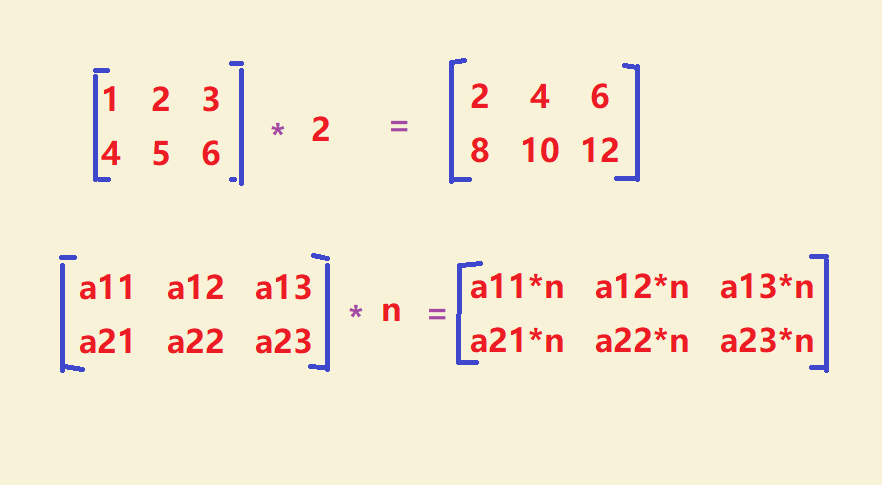 1 2 3 * 2 = 2 4 6
4 5 6 8 10 12
a11 a12 a13 * n = a11*n a12*n a13*n
a21 a22 a23 a21*n a22*n a23*n